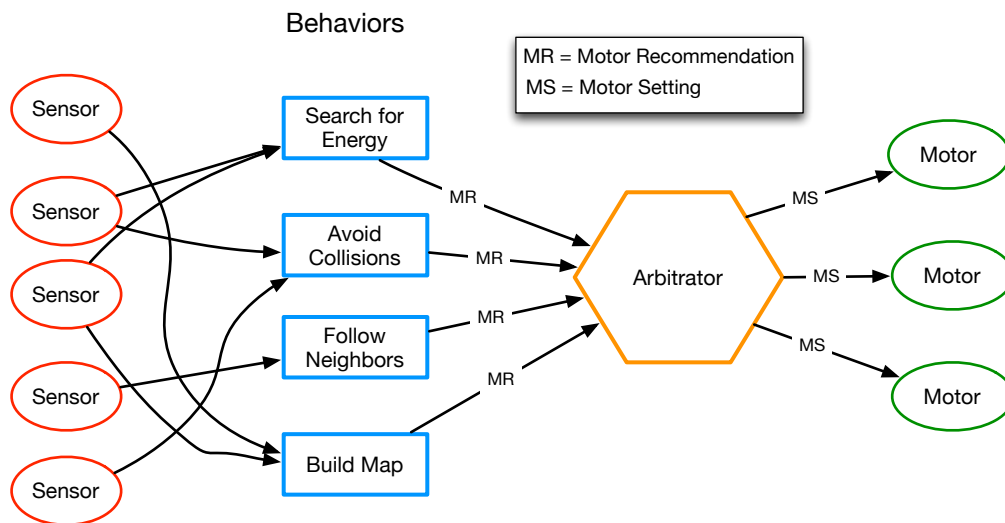 Behaviors
MR = Motor Recommendation
MS = Motor Setting
Sensor
Sensor
Sensor
Sensor
Sensor
Search for
Energy
Avoid
Collisions
Follow
Neighbors
Build Map
MR
MR
MR
MR
Arbitrator
MS
MS
MS
Motor
Motor
Motor